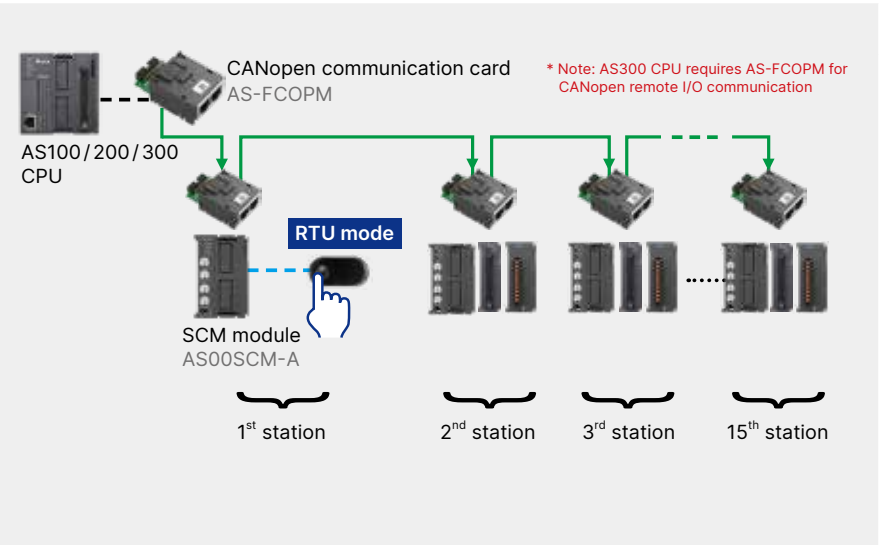 CANopen communication card
AS-FCOPM
* Note: AS300 CPU requires AS-FCOPM for
CANopen remote I/O communication
AS100/200/300
CPU
RTU mode
SCM module
AS00SCM-A
1st station
2nd station
3rd station
15th station